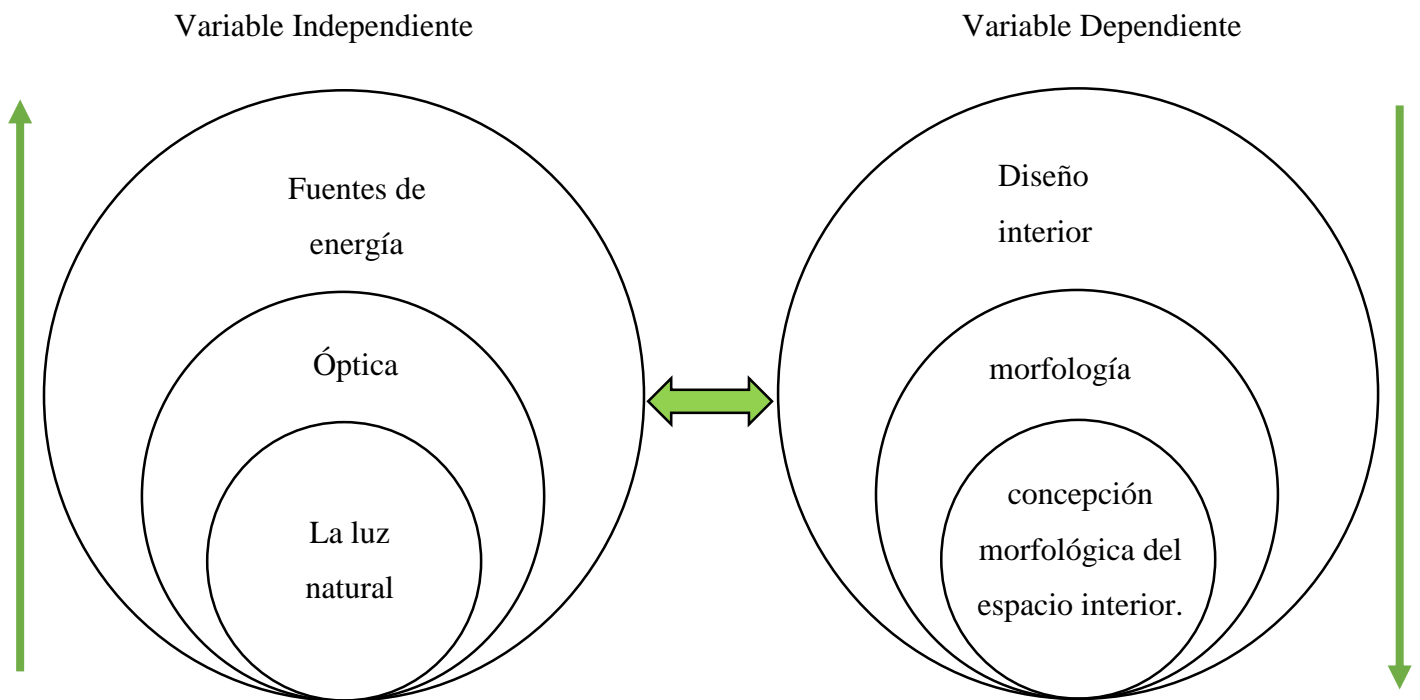 Variable Independiente
Variable Dependiente
Fuentes de
energía
Óptica
La luz
natural
Diseño
interior
morfología
concepción
morfológica del
espacio interior.